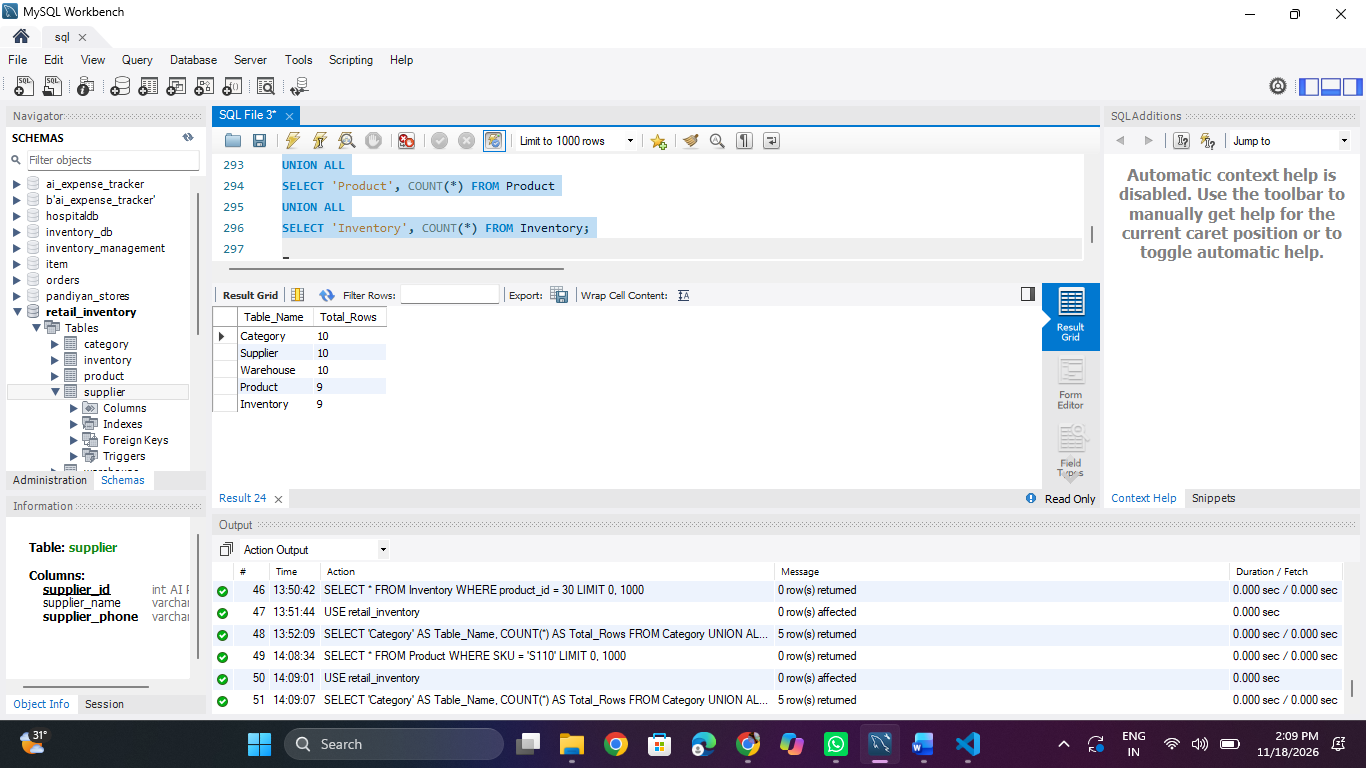 MySQL Workbench
sql
File Edit View Query Database Server Tools Scripting Help
Navigator
SCHEMAS
Filter objects
ai_expense_tracker
b'ai_expense_tracker'
hospitaldb
inventory_db
inventory_management
item
orders
pandiyan_stores
retail_inventory
Tables
category
inventory
product
supplier
Columns
Indexes
Foreign Keys
Triggers
Administration Schemas
Information
Table: supplier
Columns:
supplier_id int AI
supplier_name varchar
supplier_phone varchar
Object Info Session
SQL File 3*
Limit to 1000 rows
293 UNION ALL
294 SELECT 'Product', COUNT(*) FROM Product
295 UNION ALL
296 SELECT 'Inventory', COUNT(*) FROM Inventory;
297
Result Grid Filter Rows: Export: Wrap Cell Content:
Table_Name Total_Rows
Category 10
Supplier 10
Warehouse 10
Product 9
Inventory 9
Result Grid
Form Editor
Field Types
Result 24
Read Only
SQLAdditions
Jump to
Automatic context help is
disabled. Use the toolbar to
manually get help for the
current caret position or to
toggle automatic help.
Context Help Snippets
Output
Action Output
# Time Action Message Duration / Fetch
46 13:50:42 SELECT * FROM Inventory WHERE product_id = 30 LIMIT 0, 1000 0 row(s) returned 0.000 sec / 0.000 sec
47 13:51:44 USE retail_inventory 0 row(s) affected 0.000 sec
48 13:52:09 SELECT 'Category' AS Table_Name, COUNT(*) AS Total_Rows FROM Category UNION AL... 5 row(s) returned 0.000 sec / 0.000 sec
49 14:08:34 SELECT * FROM Product WHERE SKU = 'S110' LIMIT 0, 1000 0 row(s) returned 0.000 sec / 0.000 sec
50 14:09:01 USE retail_inventory 0 row(s) affected 0.000 sec
51 14:09:07 SELECT 'Category' AS Table_Name, COUNT(*) AS Total_Rows FROM Category UNION AL... 5 row(s) returned 0.000 sec / 0.000 sec
31°
Search
ENG
IN
2:09 PM
11/18/2026